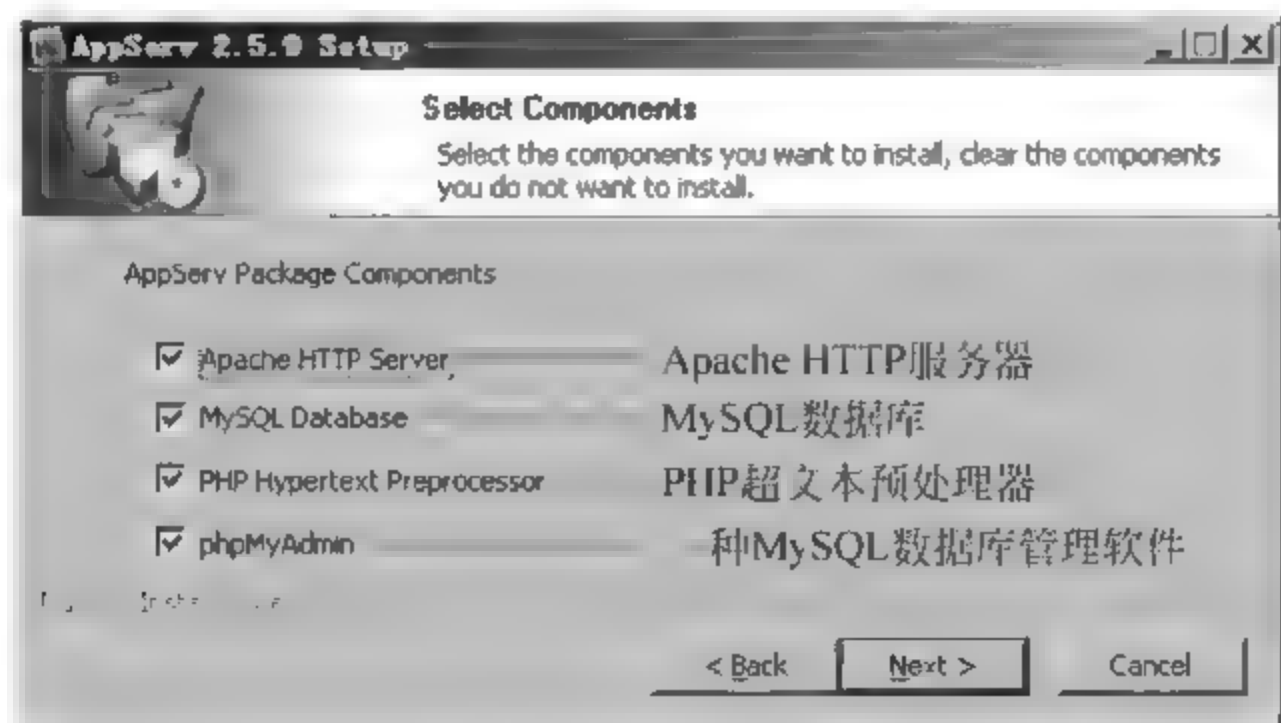 AppServ 2.5.9 Setup
Select Components
Select the components you want to install, clear the components
you do not want to install.
AppServ Package Components
Apache HTTP Server Apache HTTP服务器
MySQL Database MySQL数据库
PHP Hypertext Preprocessor PHP超文本预处理器
phpMyAdmin 一种MySQL数据库管理软件
< Back Next > Cancel